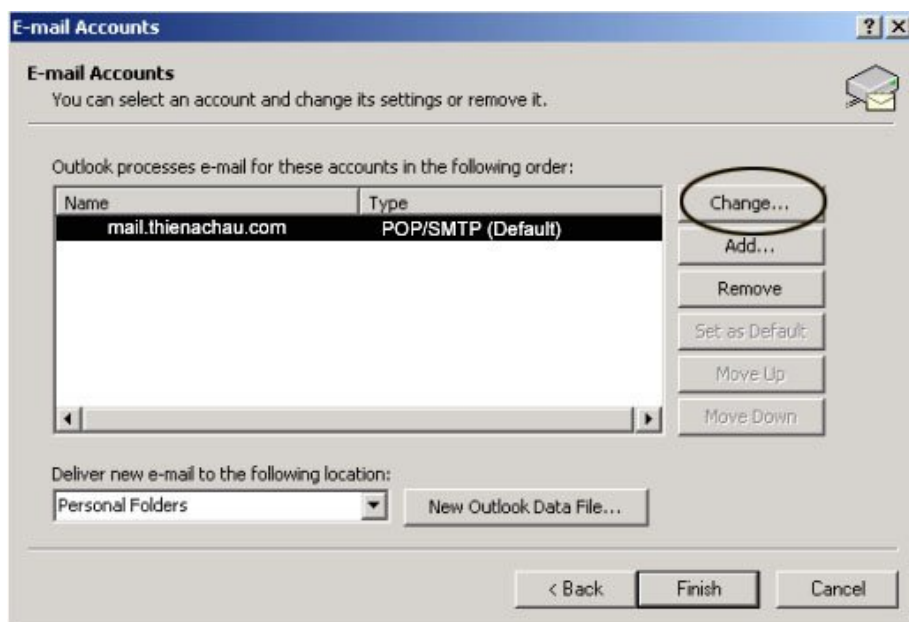 E-mail Accounts
E-mail Accounts
You can select an account and change its settings or remove it.
Outlook processes e-mail for these accounts in the following order:
Name Type
mail.thienachau.com POP/SMTP (Default)
Change...
Add...
Remove
Set as Default
Move Up
Move Down
Deliver new e-mail to the following location:
Personal Folders New Outlook Data File...
< Back Finish Cancel